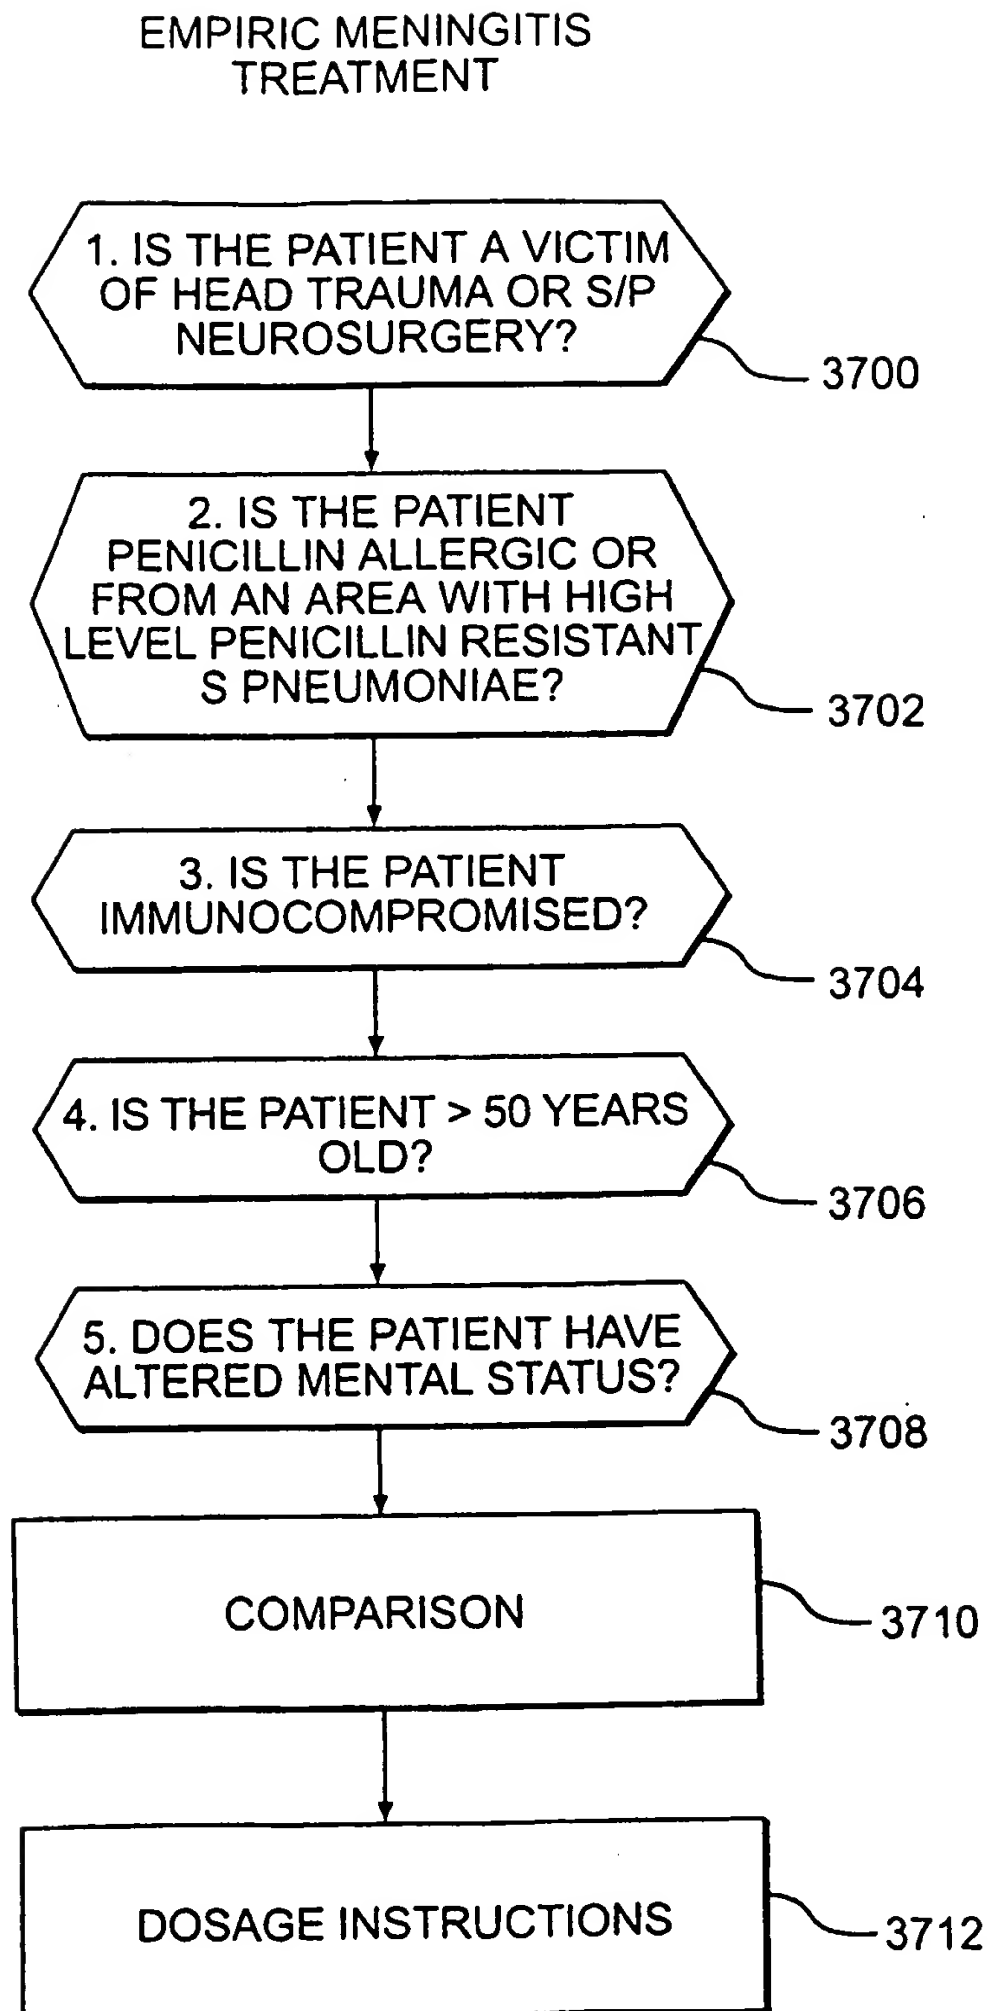 EMPIRIC MENINGITIS
TREATMENT
1. IS THE PATIENT A VICTIM
OF HEAD TRAUMA OR S/P
NEUROSURGERY?
3700
2. IS THE PATIENT
PENICILLIN ALLERGIC OR
FROM AN AREA WITH HIGH
LEVEL PENICILLIN RESISTANT
S PNEUMONIAE?
3702
3. IS THE PATIENT
IMMUNOCOMPROMISED?
3704
4. IS THE PATIENT > 50 YEARS
OLD?
3706
5. DOES THE PATIENT HAVE
ALTERED MENTAL STATUS?
3708
COMPARISON
3710
DOSAGE INSTRUCTIONS
3712